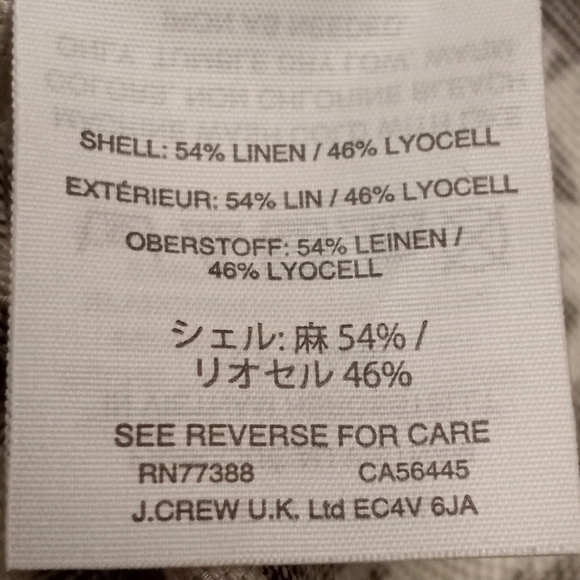 SHELL: 54% LINEN / 46% LYOCELL
EXTÉRIEUR: 54% LIN / 46% LYOCELL
OBERSTOFF: 54% LEINEN /
46% LYOCELL
シェル: 麻 54% /
リオセル 46%
SEE REVERSE FOR CARE
RN77388 CA56445
J.CREW U.K. Ltd EC4V 6JA